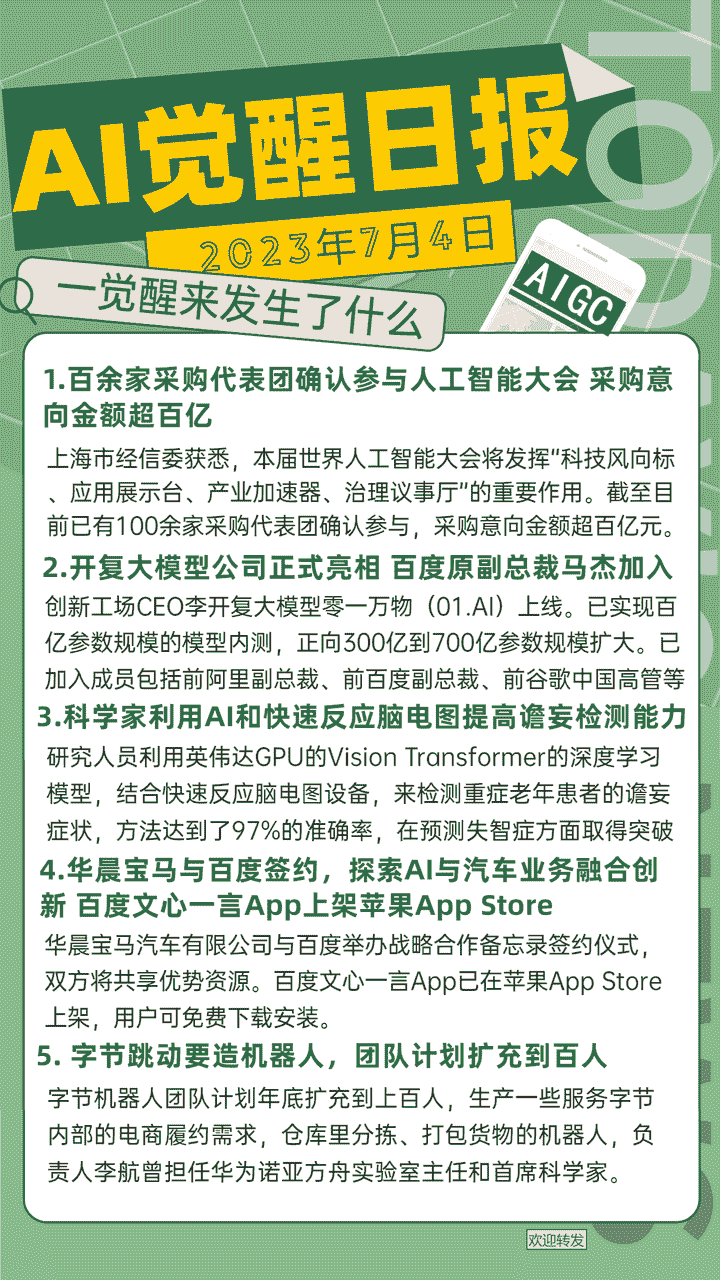 AI觉醒日报
2023年7月4日
一觉醒来发生了什么
AIGC
1.百余家采购代表团确认参与人工智能大会 采购意
向金额超百亿
上海市经信委获悉，本届世界人工智能大会将发挥“科技风向标
、应用展示台、产业加速器、治理议事厅”的重要作用。截至目
前已有100余家采购代表团确认参与，采购意向金额超百亿元。
2.开复大模型公司正式亮相 百度原副总裁马杰加入
创新工场CEO李开复大模型零一万物（01.AI）上线。已实现百
亿参数规模的模型内测，正向300亿到700亿参数规模扩大。已
加入成员包括前阿里副总裁、前百度副总裁、前谷歌中国高管等
3.科学家利用AI和快速反应脑电图提高谵妄检测能力
研究人员利用英伟达GPU的Vision Transformer的深度学习
模型，结合快速反应脑电图设备，来检测重症老年患者的谵妄
症状，方法达到了97%的准确率，在预测失智症方面取得突破
4.华晨宝马与百度签约，探索AI与汽车业务融合创
新 百度文心一言App上架苹果App Store
华晨宝马汽车有限公司与百度举办战略合作备忘录签约仪式，
双方将共享优势资源。百度文心一言App已在苹果App Store
上架，用户可免费下载安装。
5. 字节跳动要造机器人，团队计划扩充到百人
字节机器人团队计划年底扩充到上百人，生产一些服务字节
内部的电商履约需求，仓库里分拣、打包货物的机器人，负
责人李航曾担任华为诺亚方舟实验室主任和首席科学家。
欢迎转发